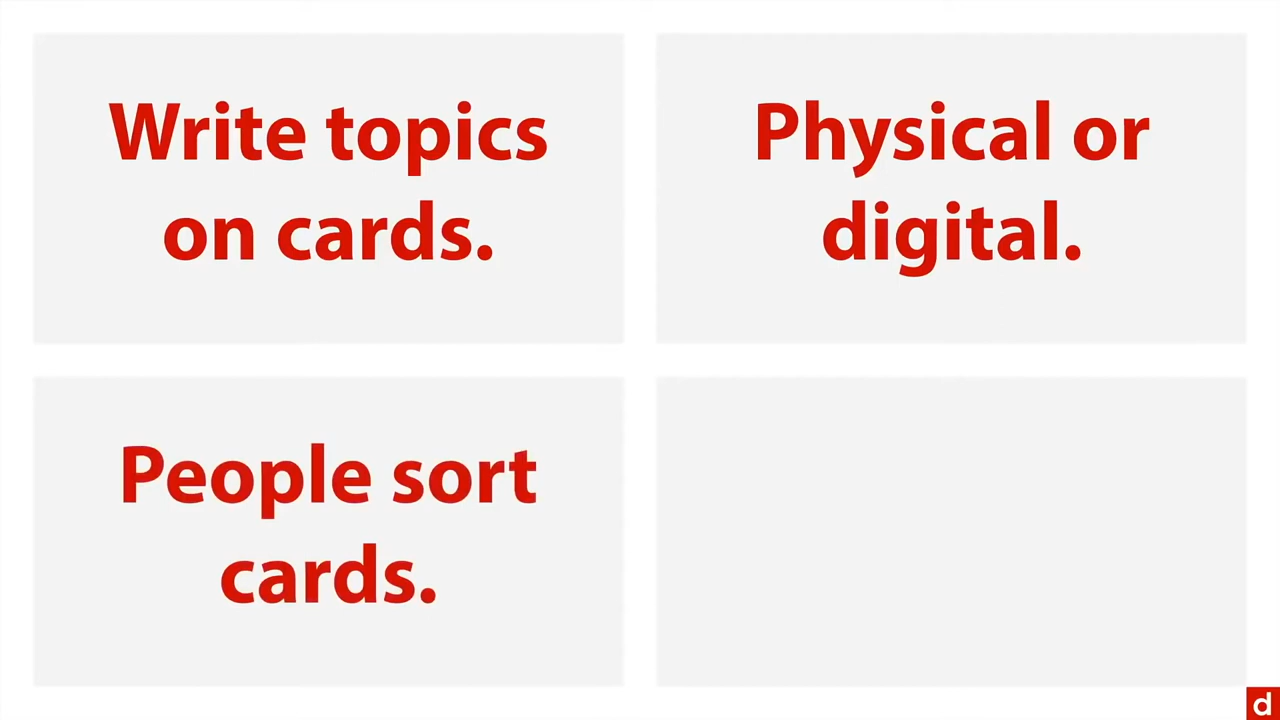 Write topics
on cards.
Physical or
digital.
People sort
cards.
d